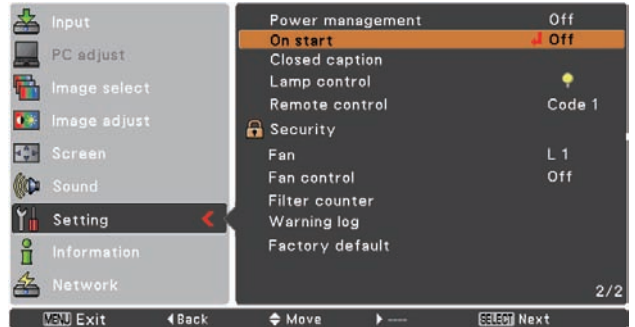 Input
PC adjust
Image select
Image adjust
Screen
Sound
Setting
Information
Network
Power management Off
On start Off
Closed caption
Lamp control
Remote control Code 1
Security
Fan L 1
Fan control Off
Filter counter
Warning log
Factory default
2/2
MENU Exit Back Move ---- SELECT Next